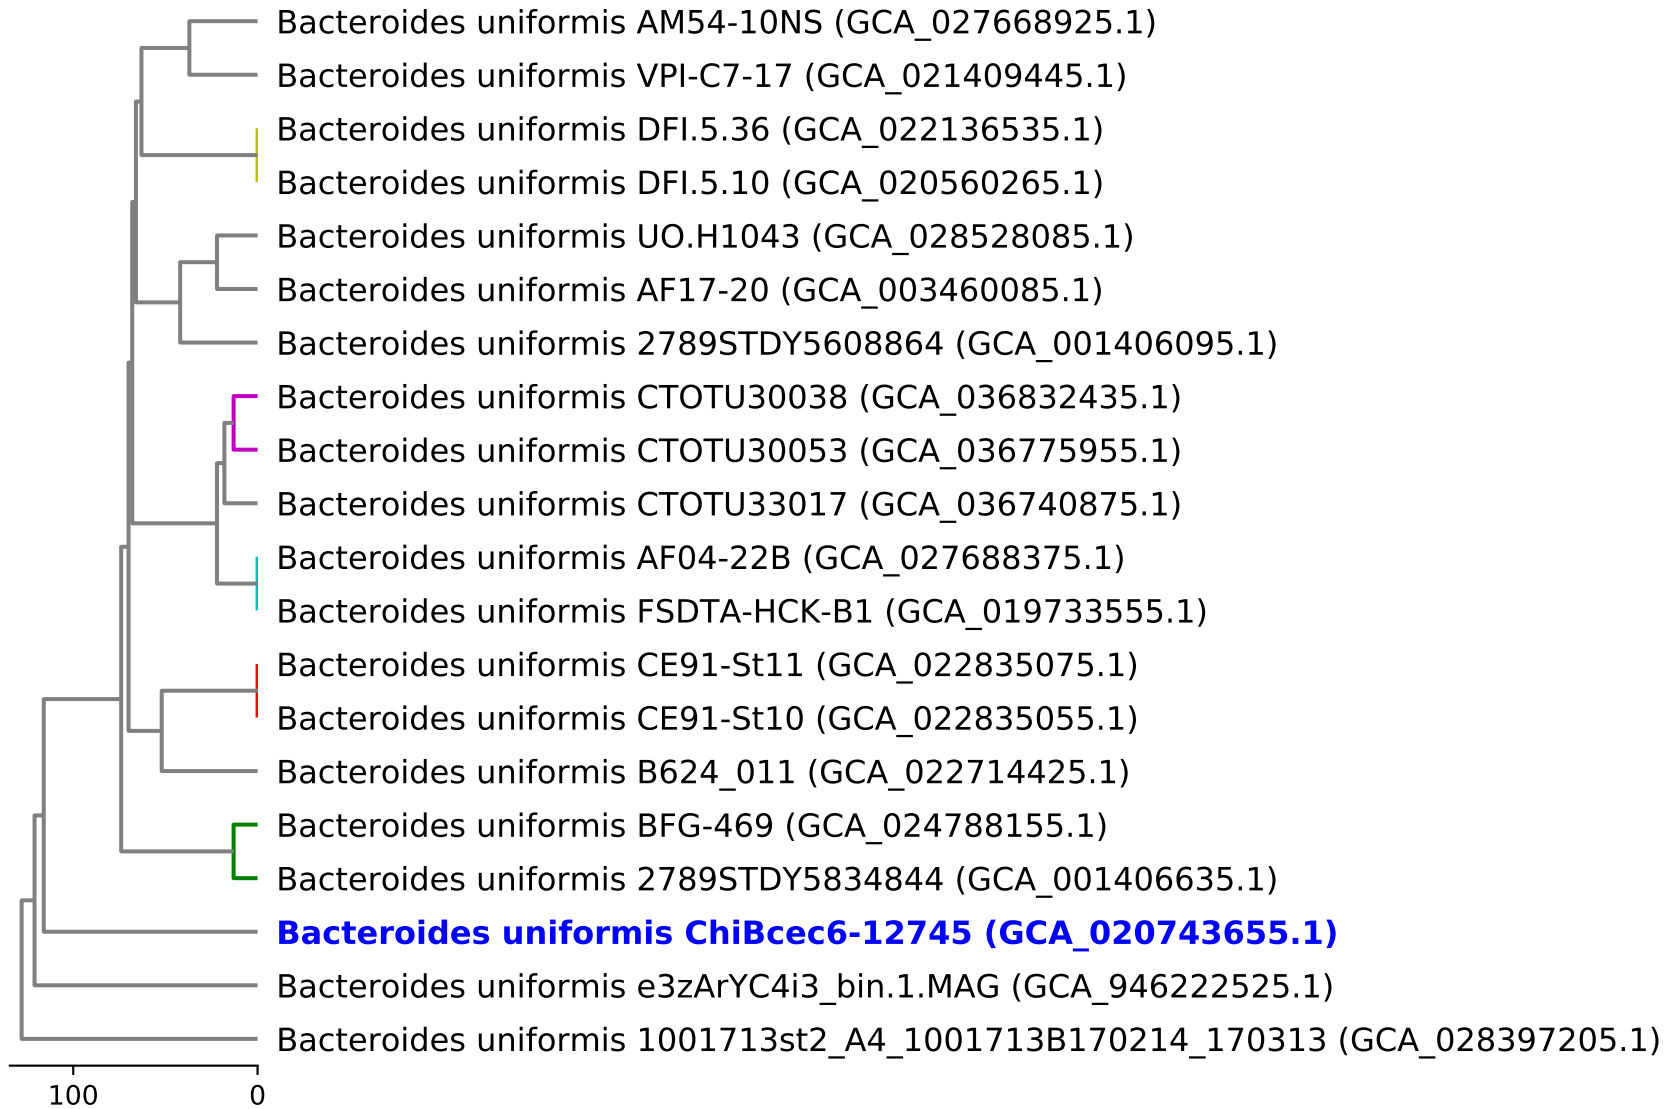 Bacteroides uniformis AM54-10NS (GCA_027668925.1)
Bacteroides uniformis VPI-C7-17 (GCA_021409445.1)
Bacteroides uniformis DFI.5.36 (GCA_022136535.1)
Bacteroides uniformis DFI.5.10 (GCA_020560265.1)
Bacteroides uniformis UO.H1043 (GCA_028528085.1)
Bacteroides uniformis AF17-20 (GCA_003460085.1)
Bacteroides uniformis 2789STDY5608864 (GCA_001406095.1)
Bacteroides uniformis CTOTU30038 (GCA_036832435.1)
Bacteroides uniformis CTOTU30053 (GCA_036775955.1)
Bacteroides uniformis CTOTU33017 (GCA_036740875.1)
Bacteroides uniformis AF04-22B (GCA_027688375.1)
Bacteroides uniformis FSDTA-HCK-B1 (GCA_019733555.1)
Bacteroides uniformis CE91-St11 (GCA_022835075.1)
Bacteroides uniformis CE91-St10 (GCA_022835055.1)
Bacteroides uniformis B624_011 (GCA_022714425.1)
Bacteroides uniformis BFG-469 (GCA_024788155.1)
Bacteroides uniformis 2789STDY5834844 (GCA_001406635.1)
Bacteroides uniformis ChiBcec6-12745 (GCA_020743655.1)
Bacteroides uniformis e3zArYC4i3_bin.1.MAG (GCA_946222525.1)
Bacteroides uniformis 1001713st2_A4_1001713B170214_170313 (GCA_028397205.1)
100 0